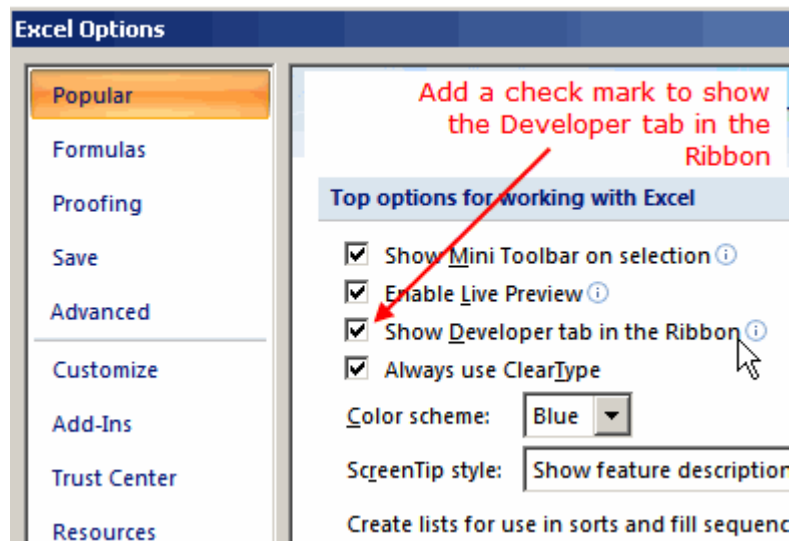 Excel Options
Popular
Formulas
Proofing
Save
Advanced
Customize
Add-Ins
Trust Center
Resources
Add a check mark to show
the Developer tab in the
Ribbon
Top options for working with Excel
Show Mini Toolbar on selection
Enable Live Preview
Show Developer tab in the Ribbon
Always use ClearType
Color scheme: Blue
ScreenTip style: Show feature description
Create lists for use in sorts and fill sequenc